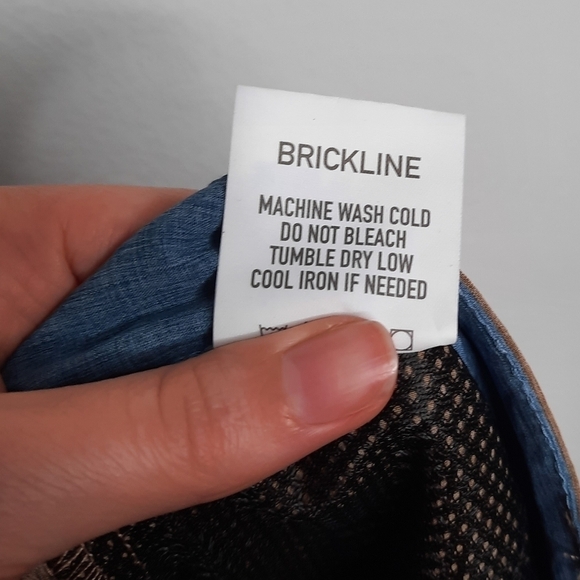 BRICKLINE
MACHINE WASH COLD
DO NOT BLEACH
TUMBLE DRY LOW
COOL IRON IF NEEDED